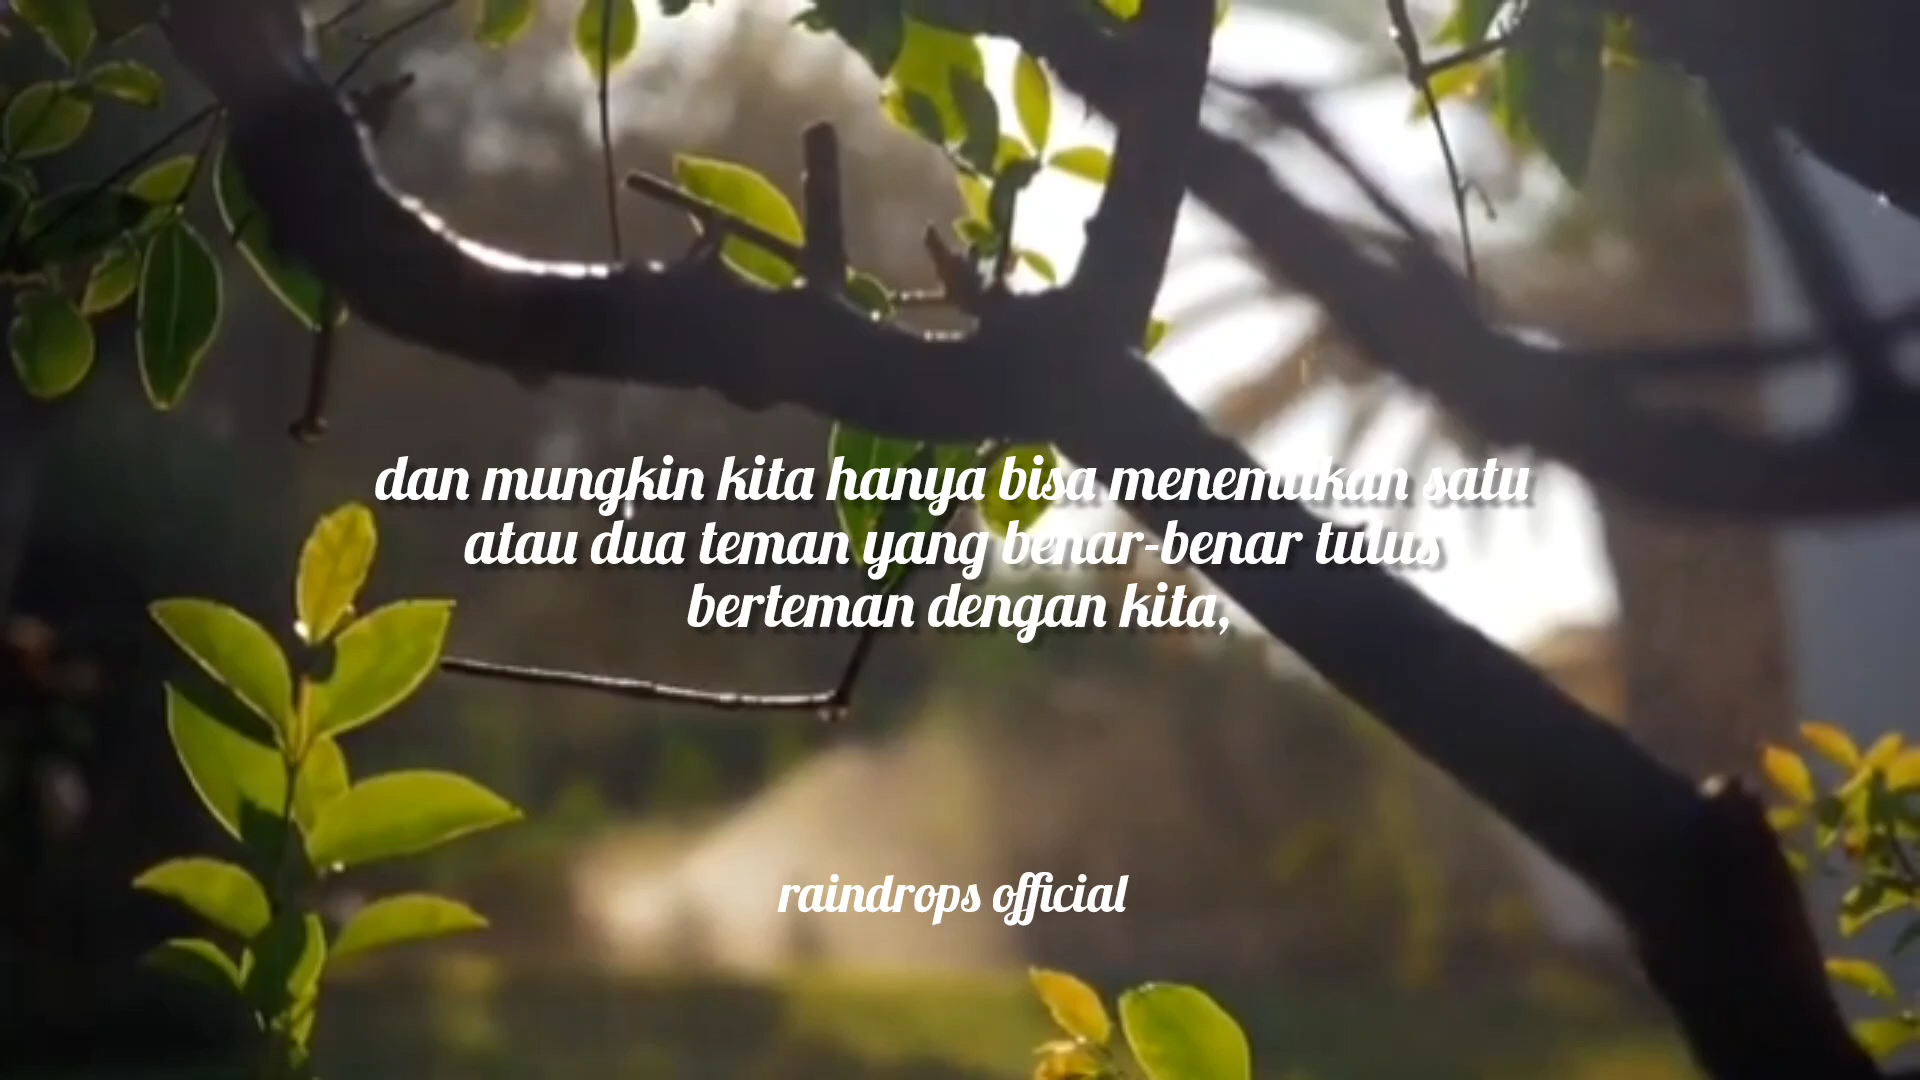 dan mungkin kita hanya bisa menemukan satu
atau dua teman yang benar-benar tulus
berteman dengan kita,
raindrops official